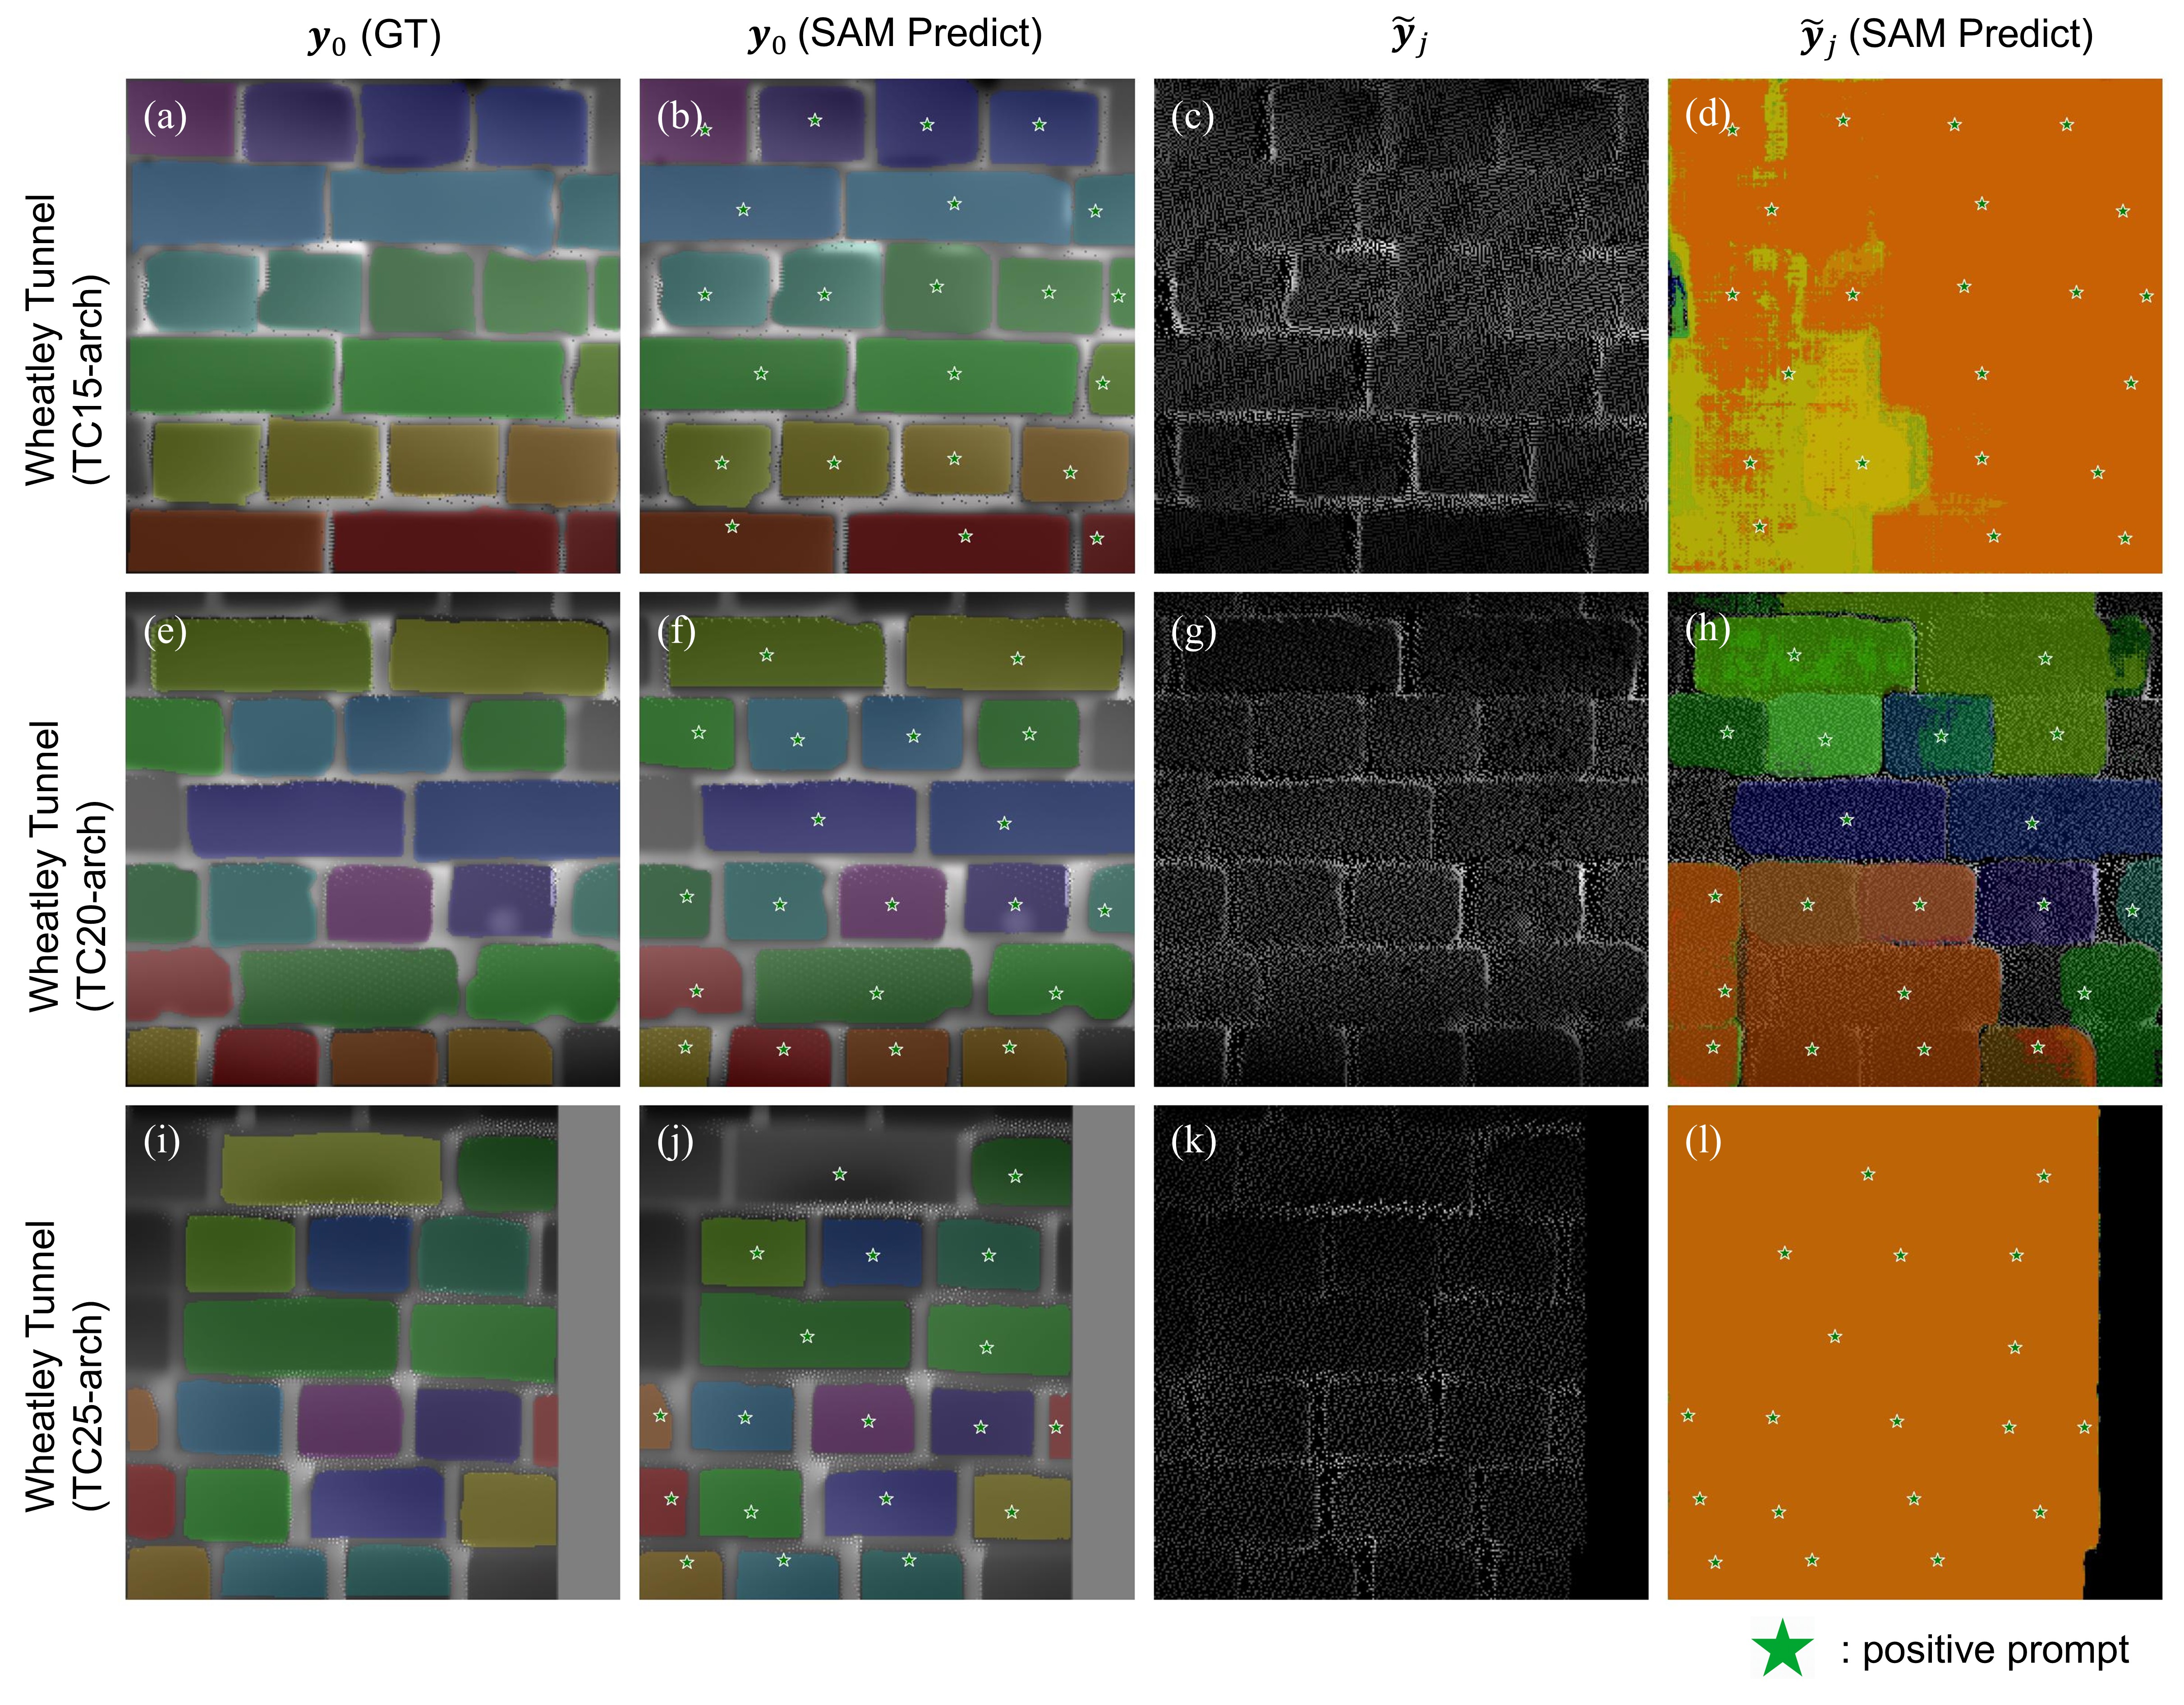 y₀ (GT)
y₀ (SAM Predict)
ỹⱼ
ỹⱼ (SAM Predict)
Wheatley Tunnel
(TC15-arch)
(a)
(b)
(c)
(d)
Wheatley Tunnel
(TC20-arch)
(e)
(f)
(g)
(h)
Wheatley Tunnel
(TC25-arch)
(i)
(j)
(k)
(l)
: positive prompt